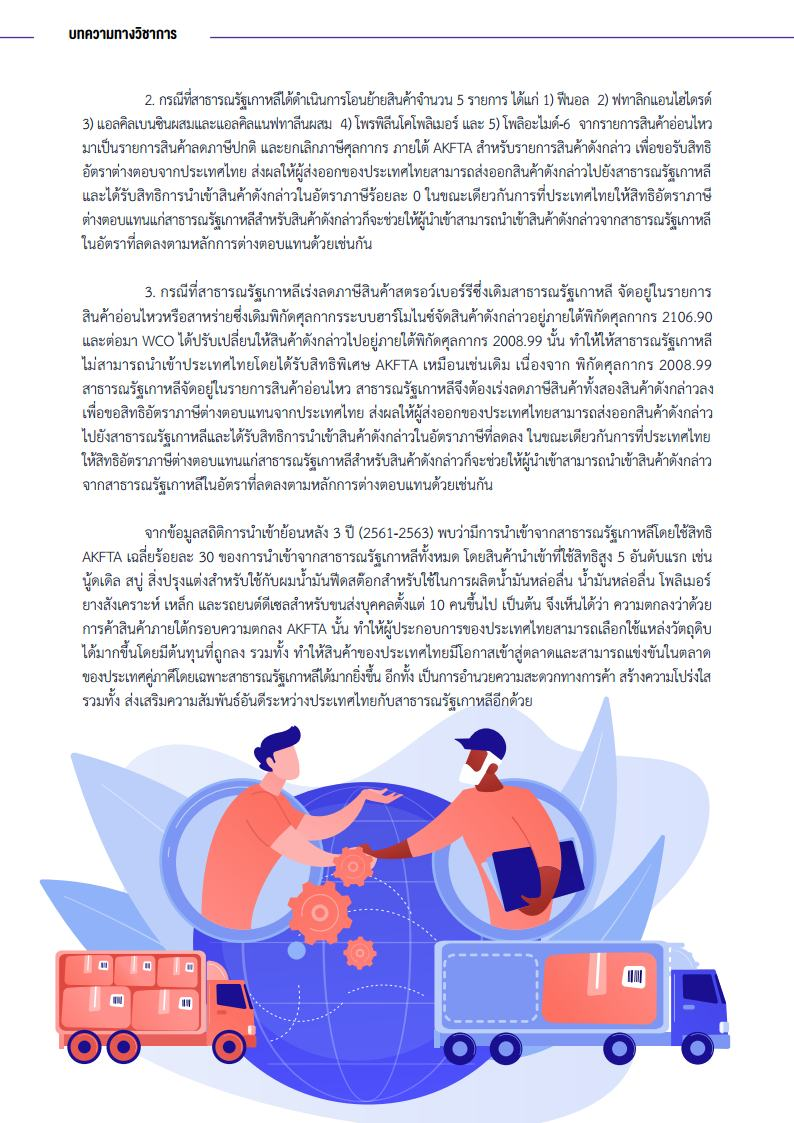 บทความทางวิชาการ
2. กรณีที่สาธารณรัฐเกาหลีได้ดำเนินการโอนย้ายสินค้าจำนวน 5 รายการ ได้แก่ 1) ฟีนอล 2) ฟทาลิกแอนไฮไดรด์
3) แอลคิลเบนซินผสมและแอลคิลแนฟทาลีนผสม 4) โพรพิลีนโคโพลิเมอร์ และ 5) โพลิอะไมด์-6 จากรายการสินค้าอ่อนไหว
มาเป็นรายการสินค้าลดภาษีปกติ และยกเลิกภาษีศุลกากร ภายใต้ AKFTA สำหรับรายการสินค้าดังกล่าว เพื่อขอรับสิทธิ
อัตราต่างตอบจากประเทศไทย ส่งผลให้ผู้ส่งออกของประเทศไทยสามารถส่งออกสินค้าดังกล่าวไปยังสาธารณรัฐเกาหลี
และได้รับสิทธิการนำเข้าสินค้าดังกล่าวในอัตราภาษีร้อยละ 0 ในขณะเดียวกันการที่ประเทศไทยให้สิทธิอัตราภาษี
ต่างตอบแทนแก่สาธารณรัฐเกาหลีสำหรับสินค้าดังกล่าวก็จะช่วยให้ผู้นำเข้าสามารถนำเข้าสินค้าดังกล่าวจากสาธารณรัฐเกาหลี
ในอัตราที่ลดลงตามหลักการต่างตอบแทนด้วยเช่นกัน
3. กรณีที่สาธารณรัฐเกาหลีเร่งลดภาษีสินค้าสตรอว์เบอร์รีซึ่งเดิมสาธารณรัฐเกาหลี จัดอยู่ในรายการ
สินค้าอ่อนไหวหรือสาหร่ายซึ่งเดิมพิกัดศุลกากรระบบฮาร์โมไนซ์จัดสินค้าดังกล่าวอยู่ภายใต้พิกัดศุลกากร 2106.90
และต่อมา WCO ได้ปรับเปลี่ยนให้สินค้าดังกล่าวไปอยู่ภายใต้พิกัดศุลกากร 2008.99 นั้น ทำให้ให้สาธารณรัฐเกาหลี
ไม่สามารถนำเข้าประเทศไทยโดยได้รับสิทธิพิเศษ AKFTA เหมือนเช่นเดิม เนื่องจาก พิกัดศุลกากร 2008.99
สาธารณรัฐเกาหลีจัดอยู่ในรายการสินค้าอ่อนไหว สาธารณรัฐเกาหลีจึงต้องเร่งลดภาษีสินค้าทั้งสองสินค้าดังกล่าวลง
เพื่อขอสิทธิอัตราภาษีต่างตอบแทนจากประเทศไทย ส่งผลให้ผู้ส่งออกของประเทศไทยสามารถส่งออกสินค้าดังกล่าว
ไปยังสาธารณรัฐเกาหลีและได้รับสิทธิการนำเข้าสินค้าดังกล่าวในอัตราภาษีที่ลดลง ในขณะเดียวกันการที่ประเทศไทย
ให้สิทธิอัตราภาษีต่างตอบแทนแก่สาธารณรัฐเกาหลีสำหรับสินค้าดังกล่าวก็จะช่วยให้ผู้นำเข้าสามารถนำเข้าสินค้าดังกล่าว
จากสาธารณรัฐเกาหลีในอัตราที่ลดลงตามหลักการต่างตอบแทนด้วยเช่นกัน
จากข้อมูลสถิติการนำเข้าย้อนหลัง 3 ปี (2561-2563) พบว่ามีการนำเข้าจากสาธารณรัฐเกาหลีโดยใช้สิทธิ
AKFTA เฉลี่ยร้อยละ 30 ของการนำเข้าจากสาธารณรัฐเกาหลีทั้งหมด โดยสินค้านำเข้าที่ใช้สิทธิสูง 5 อันดับแรก เช่น
นู้ดเดิล สบู่ สิ่งปรุงแต่งสำหรับใช้กับผมน้ำมันฟีดสต๊อกสำหรับใช้ในการผลิตน้ำมันหล่อลื่น น้ำมันหล่อลื่น โพลิเมอร์
ยางสังเคราะห์ เหล็ก และรถยนต์ดีเซลสำหรับขนส่งบุคคลตั้งแต่ 10 คนขึ้นไป เป็นต้น จึงเห็นได้ว่า ความตกลงว่าด้วย
การค้าสินค้าภายใต้กรอบความตกลง AKFTA นั้น ทำให้ผู้ประกอบการของประเทศไทยสามารถเลือกใช้แหล่งวัตถุดิบ
ได้มากขึ้นโดยมีต้นทุนที่ถูกลง รวมทั้ง ทำให้สินค้าของประเทศไทยมีโอกาสเข้าสู่ตลาดและสามารถแข่งขันในตลาด
ของประเทศคู่ภาคีโดยเฉพาะสาธารณรัฐเกาหลีได้มากยิ่งขึ้น อีกทั้ง เป็นการอำนวยความสะดวกทางการค้า สร้างความโปร่งใส
รวมทั้ง ส่งเสริมความสัมพันธ์อันดีระหว่างประเทศไทยกับสาธารณรัฐเกาหลีอีกด้วย